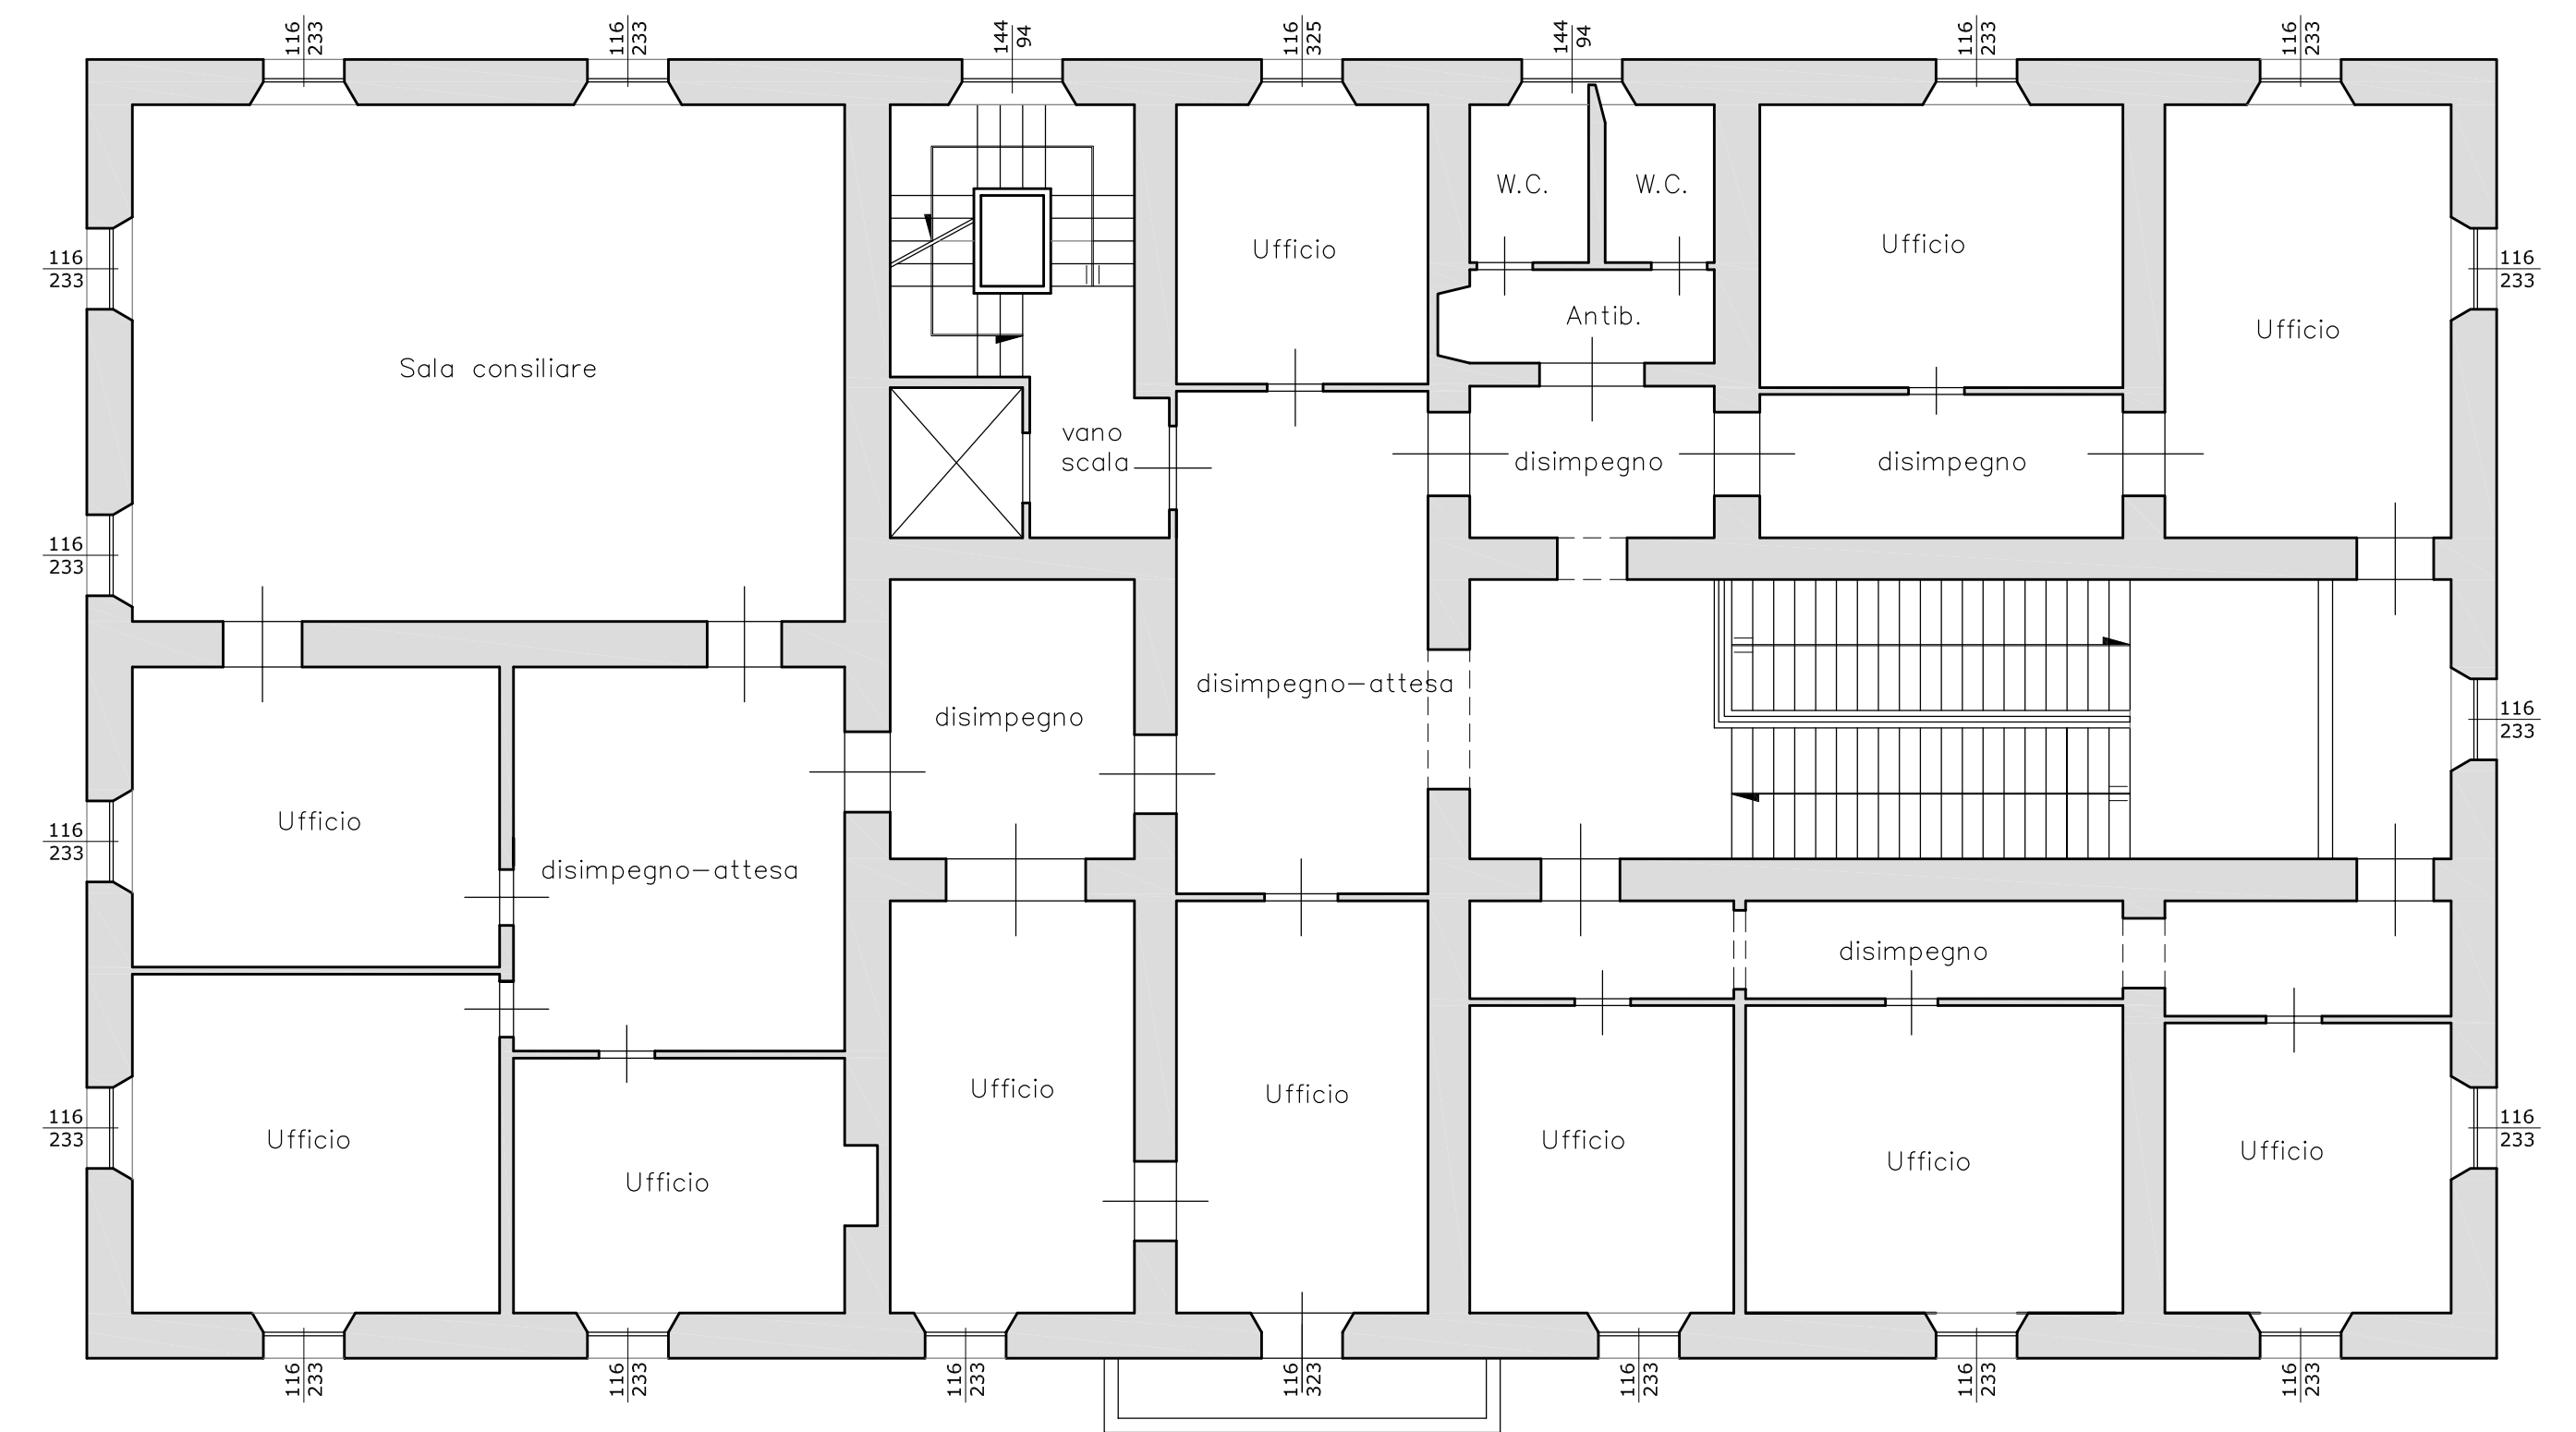 116 233
116 233
144 94
116 325
144 94
116 233
116 233
W.C.
W.C.
Ufficio
Ufficio
116
233
116
233
Antib.
Ufficio
Sala consiliare
vano
scala
disimpegno
disimpegno
116
233
disimpegno-attesa
disimpegno
116
233
Ufficio
116
233
disimpegno-attesa
disimpegno
Ufficio
Ufficio
116
233
116
233
Ufficio
Ufficio
Ufficio
Ufficio
Ufficio
116 233
116 233
116 233
116 325
116 233
116 233
116 233